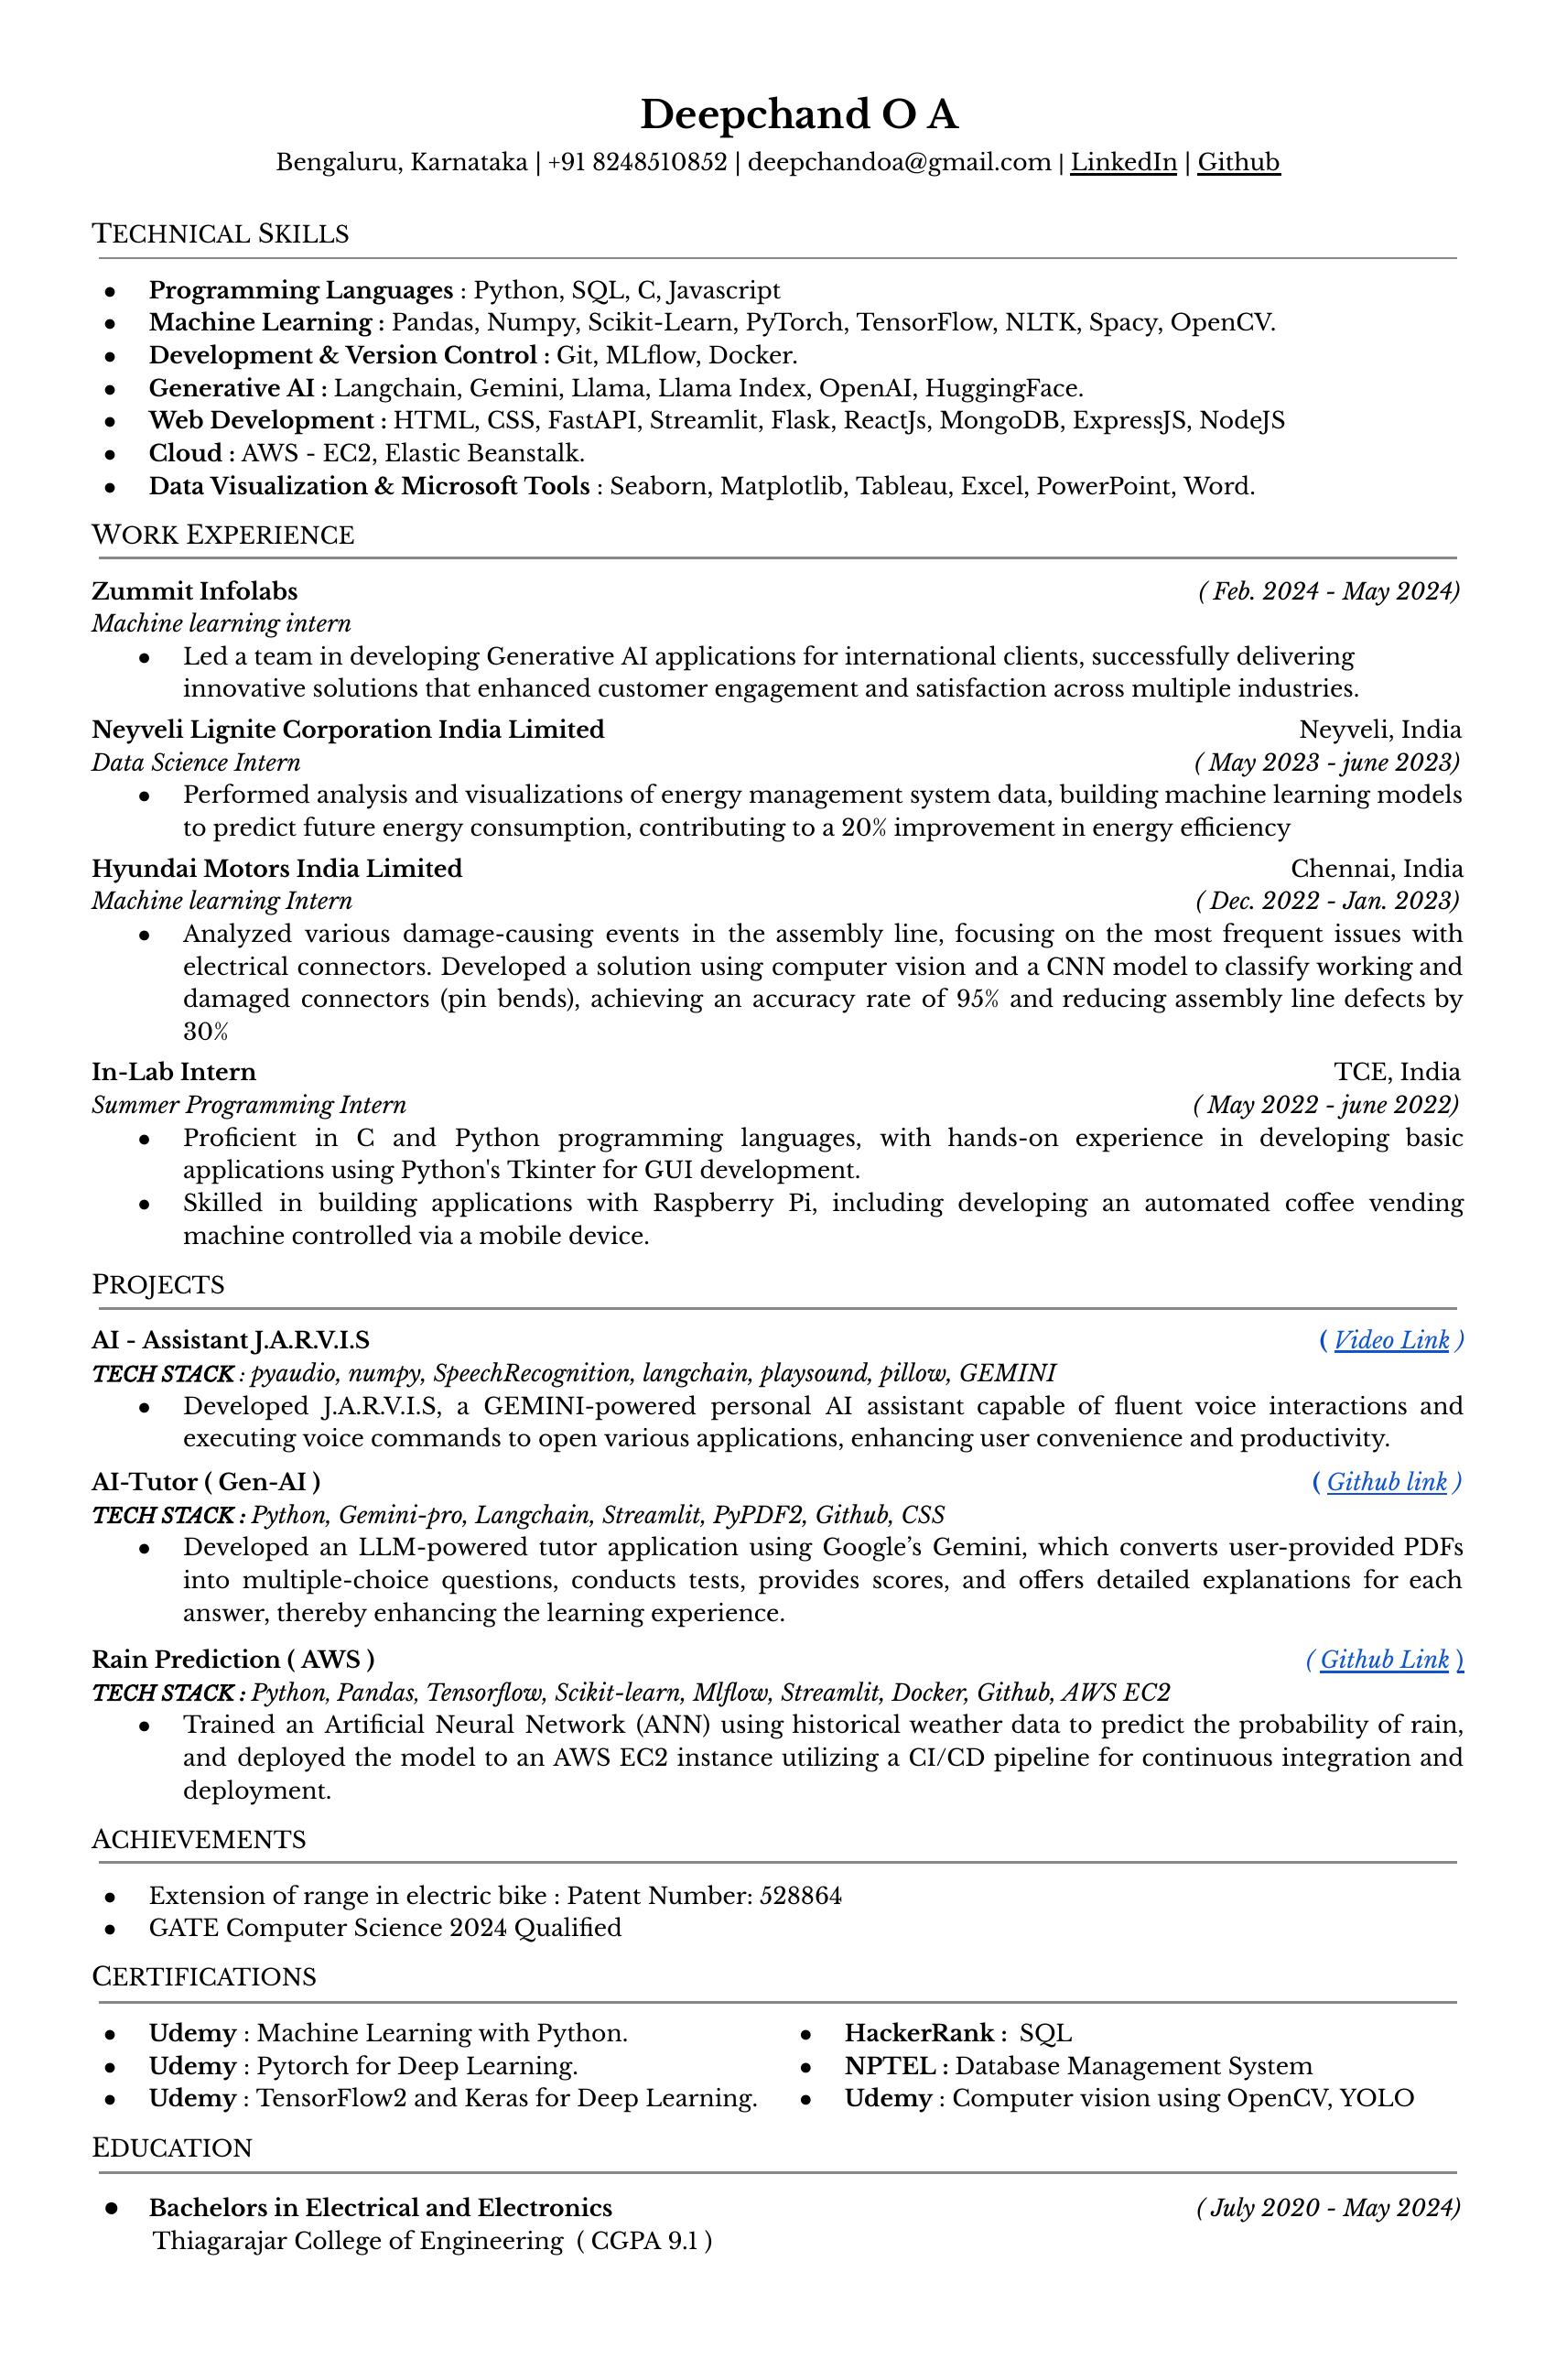 Deepchand O A
Bengaluru, Karnataka | +91 8248510852 | deepchandoa@gmail.com | LinkedIn | Github
TECHNICAL SKILLS
● Programming Languages : Python, SQL, C, Javascript
● Machine Learning : Pandas, Numpy, Scikit-Learn, PyTorch, TensorFlow, NLTK, Spacy, OpenCV.
● Development & Version Control : Git, MLflow, Docker.
● Generative AI : Langchain, Gemini, Llama, Llama Index, OpenAI, HuggingFace.
● Web Development : HTML, CSS, FastAPI, Streamlit, Flask, ReactJs, MongoDB, ExpressJS, NodeJS
● Cloud : AWS - EC2, Elastic Beanstalk.
● Data Visualization & Microsoft Tools : Seaborn, Matplotlib, Tableau, Excel, PowerPoint, Word.
WORK EXPERIENCE
Zummit Infolabs ( Feb. 2024 - May 2024)
Machine learning intern
● Led a team in developing Generative AI applications for international clients, successfully delivering
innovative solutions that enhanced customer engagement and satisfaction across multiple industries.
Neyveli Lignite Corporation India Limited Neyveli, India
Data Science Intern ( May 2023 - june 2023)
● Performed analysis and visualizations of energy management system data, building machine learning models
to predict future energy consumption, contributing to a 20% improvement in energy efficiency
Hyundai Motors India Limited Chennai, India
Machine learning Intern ( Dec. 2022 - Jan. 2023)
● Analyzed various damage-causing events in the assembly line, focusing on the most frequent issues with
electrical connectors. Developed a solution using computer vision and a CNN model to classify working and
damaged connectors (pin bends), achieving an accuracy rate of 95% and reducing assembly line defects by
30%
In-Lab Intern TCE, India
Summer Programming Intern ( May 2022 - june 2022)
● Proficient in C and Python programming languages, with hands-on experience in developing basic
applications using Python's Tkinter for GUI development.
● Skilled in building applications with Raspberry Pi, including developing an automated coffee vending
machine controlled via a mobile device.
PROJECTS
AI - Assistant J.A.R.V.I.S ( Video Link )
TECH STACK : pyaudio, numpy, SpeechRecognition, langchain, playsound, pillow, GEMINI
● Developed J.A.R.V.I.S, a GEMINI-powered personal AI assistant capable of fluent voice interactions and
executing voice commands to open various applications, enhancing user convenience and productivity.
AI-Tutor ( Gen-AI ) ( Github link )
TECH STACK : Python, Gemini-pro, Langchain, Streamlit, PyPDF2, Github, CSS
● Developed an LLM-powered tutor application using Google’s Gemini, which converts user-provided PDFs
into multiple-choice questions, conducts tests, provides scores, and offers detailed explanations for each
answer, thereby enhancing the learning experience.
Rain Prediction ( AWS ) ( Github Link )
TECH STACK : Python, Pandas, Tensorflow, Scikit-learn, Mlflow, Streamlit, Docker, Github, AWS EC2
● Trained an Artificial Neural Network (ANN) using historical weather data to predict the probability of rain,
and deployed the model to an AWS EC2 instance utilizing a CI/CD pipeline for continuous integration and
deployment.
ACHIEVEMENTS
● Extension of range in electric bike : Patent Number: 528864
● GATE Computer Science 2024 Qualified
CERTIFICATIONS
● Udemy : Machine Learning with Python.
● Udemy : Pytorch for Deep Learning.
● Udemy : TensorFlow2 and Keras for Deep Learning.
● HackerRank : SQL
● NPTEL : Database Management System
● Udemy : Computer vision using OpenCV, YOLO
EDUCATION
● Bachelors in Electrical and Electronics ( July 2020 - May 2024)
Thiagarajar College of Engineering ( CGPA 9.1 )